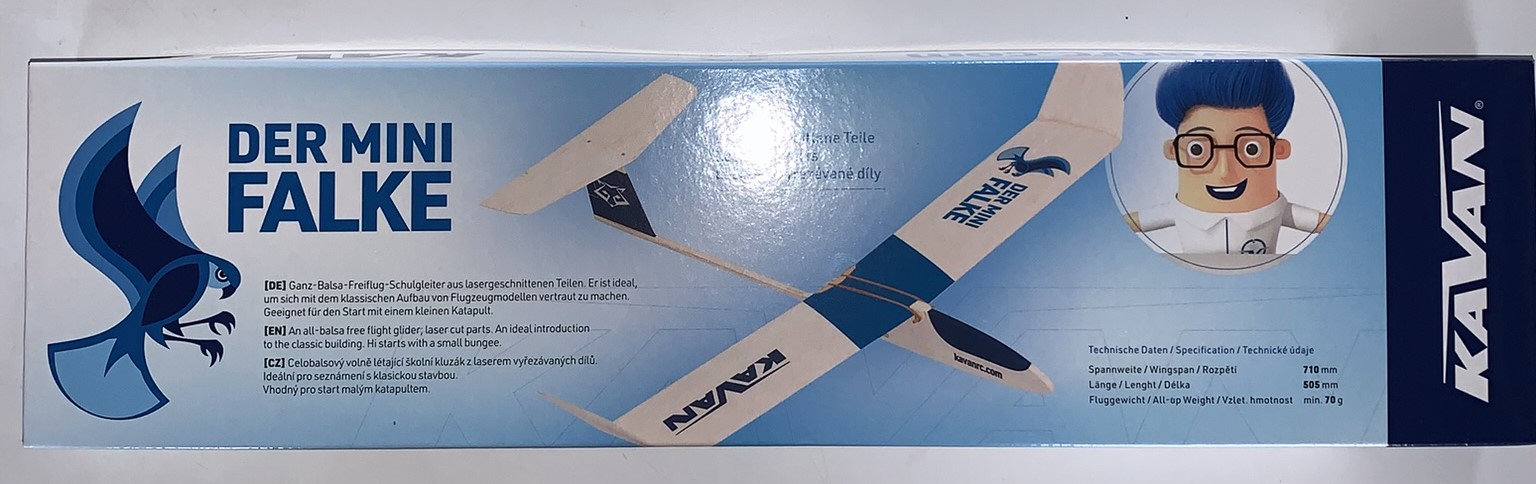 DER MINI
FALKE
[DE] Ganz-Balsa-Freiflug-Schulgleiter aus lasergeschnittenen Teilen. Er ist ideal,
um sich mit dem klassischen Aufbau von Flugzeugmodellen vertraut zu machen.
Geeignet für den Start mit einem kleinen Katapult.
[EN] An all-balsa free flight glider, laser cut parts. An ideal introduction
to the classic building. Hi starts with a small bungee.
[CZ] Celobalsový volně létající školní kluzák z laserem vyřezávaných dílů.
Ideální pro seznámení s klasickou stavbou.
Vhodný pro start malým katapultem.
Teile
díly
DER MINI
FALKE
KAVAN
kavanrc.com
Technische Daten / Specification / Technické údaje
Spannweite / Wingspan / Rozpětí 710 mm
Länge / Lenght / Délka 505 mm
Fluggewicht / All-up Weight / Vzlet. hmotnost min. 70 g
KAVAN®